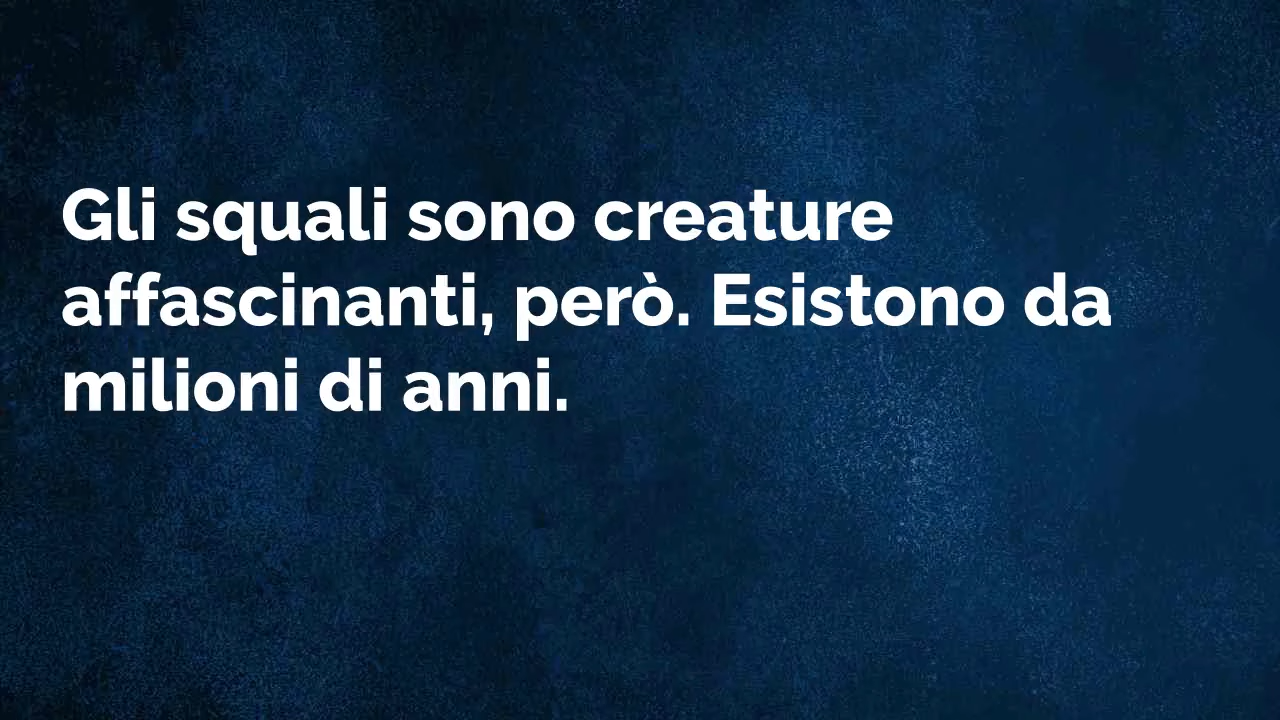 Gli squali sono creature
affascinanti, però. Esistono da
milioni di anni.